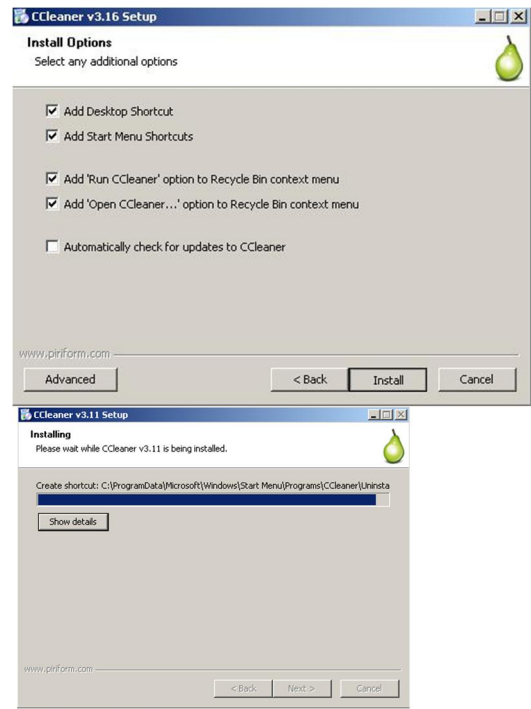 CCleaner v3.16 Setup
Install Options
Select any additional options
Add Desktop Shortcut
Add Start Menu Shortcuts
Add 'Run CCleaner' option to Recycle Bin context menu
Add 'Open CCleaner...' option to Recycle Bin context menu
Automatically check for updates to CCleaner
www.piriform.com
Advanced
< Back
Install
Cancel
CCleaner v3.11 Setup
Installing
Please wait while CCleaner v3.11 is being installed.
Create shortcut: C:\ProgramData\Microsoft\Windows\Start Menu\Programs\CCleaner\Uninsta
Show details
www.piriform.com
< Back
Next >
Cancel